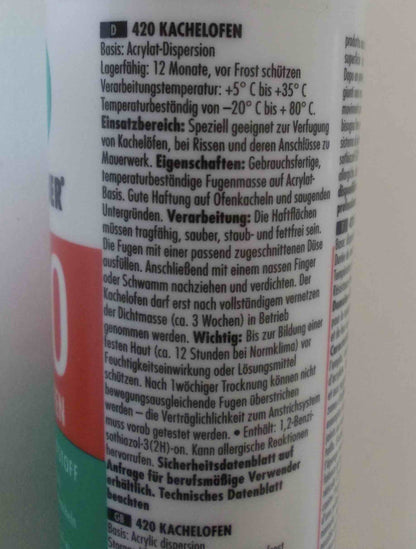 D 420 KACHELOFEN
Basis: Acrylat-Dispersion
Lagerfähig: 12 Monate, vor Frost schützen
Verarbeitungstemperatur: +5° C bis +35° C
Temperaturbeständig von –20° C bis + 80° C.
Einsatzbereich: Speziell geeignet zur Verfugung
von Kachelöfen, bei Rissen und deren Anschlüsse zu
Mauerwerk. Eigenschaften: Gebrauchsfertige,
temperaturbeständige Fugenmasse auf Acrylat-
Basis. Gute Haftung auf Ofenkacheln und saugenden
Untergründen. Verarbeitung: Die Haftflächen
müssen tragfähig, sauber, staub- und fettfrei sein.
Die Fugen mit einer passend zugeschnittenen Düse
ausfüllen. Anschließend mit einem nassen Finger
oder Schwamm nachziehen und verdichten. Der
Kachelofen darf erst nach vollständigem vernetzen
der Dichtmasse (ca. 3 Wochen) in Betrieb
genommen werden. Wichtig: Bis zur Bildung einer
festen Haut (ca. 12 Stunden bei Normklima) vor
Feuchtigkeitseinwirkung oder Lösungsmittel
schützen. Nach 1wöchiger Trocknung können nicht
bewegungsausgleichende Fugen überstrichen
werden – die Verträglichlichkeit zum Anstrichsystem
muss vorab getestet werden. • Enthält: 1,2-Benzi-
sothiazol-3(2H)-on. Kann allergische Reaktionen
hervorrufen. Sicherheitsdatenblatt auf
Anfrage für berufsmäßige Verwender
erhältlich. Technisches Datenblatt
beachten
GB 420 KACHELOFEN
Basis: Acrylic dispersion
ER
0
N
STOFF